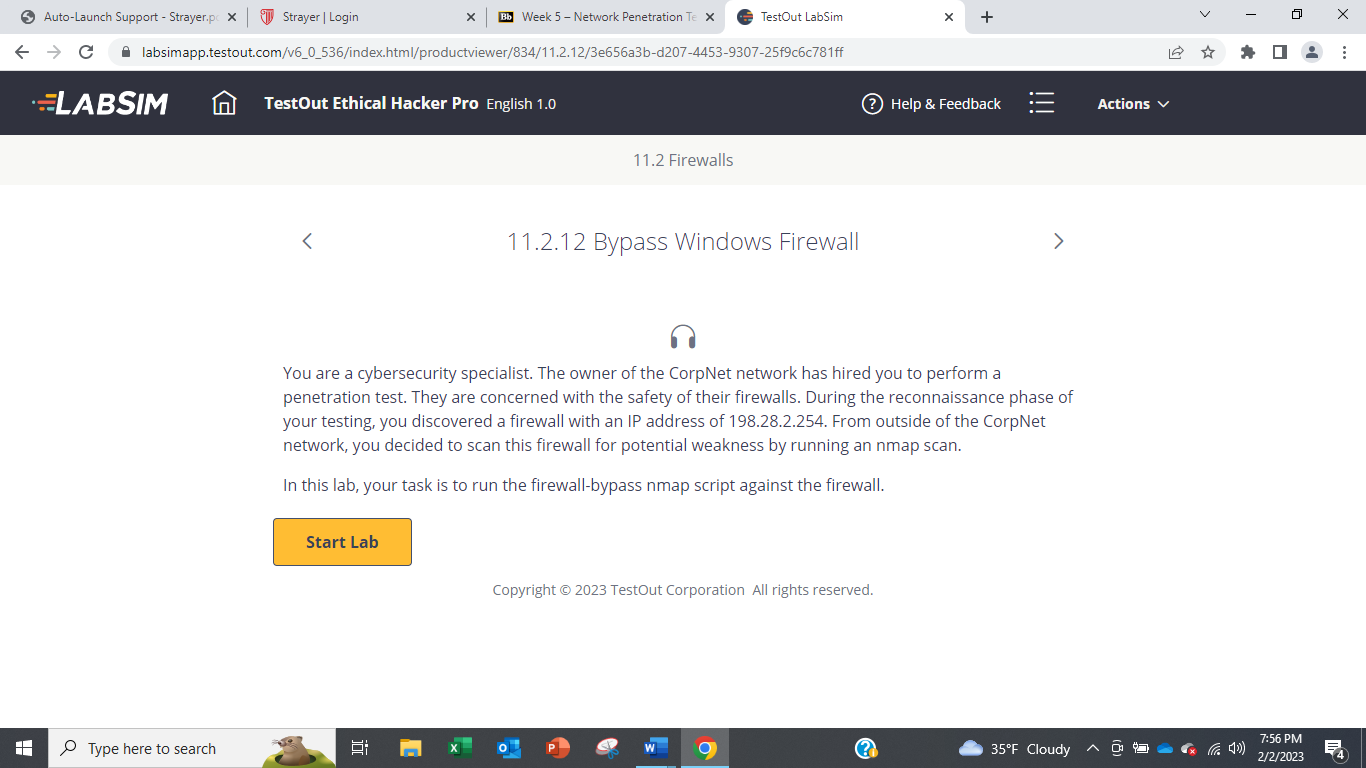 Auto-Launch Support - Strayer.p
Strayer | Login
Bb Week 5 – Network Penetration Te
TestOut LabSim
labsimapp.testout.com/v6_0_536/index.html/productviewer/834/11.2.12/3e656a3b-d207-4453-9307-25f9c6c781ff
LABSIM
TestOut Ethical Hacker Pro English 1.0
? Help & Feedback
Actions
11.2 Firewalls
11.2.12 Bypass Windows Firewall
You are a cybersecurity specialist. The owner of the CorpNet network has hired you to perform a
penetration test. They are concerned with the safety of their firewalls. During the reconnaissance phase of
your testing, you discovered a firewall with an IP address of 198.28.2.254. From outside of the CorpNet
network, you decided to scan this firewall for potential weakness by running an nmap scan.
In this lab, your task is to run the firewall-bypass nmap script against the firewall.
Start Lab
Copyright © 2023 TestOut Corporation All rights reserved.
Type here to search
35°F Cloudy
7:56 PM
2/2/2023
4